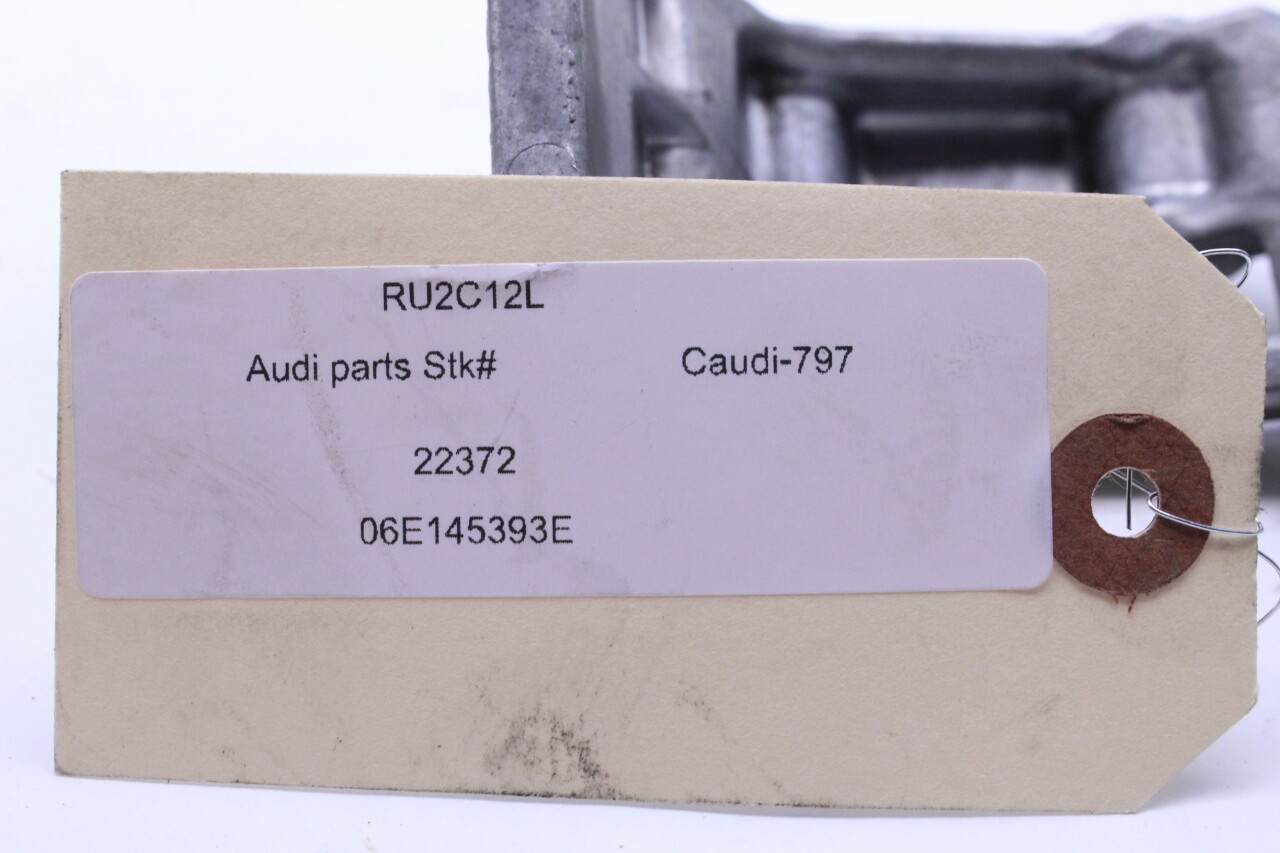 RU2C12L
Audi parts Stk# Caudi-797
22372
06E145393E